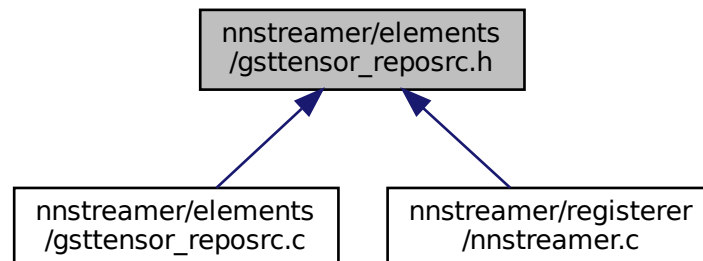 nnstreamer/elements
/gsttensor_reposrc.h
nnstreamer/elements
/gsttensor_reposrc.c
nnstreamer/registerer
/nnstreamer.c